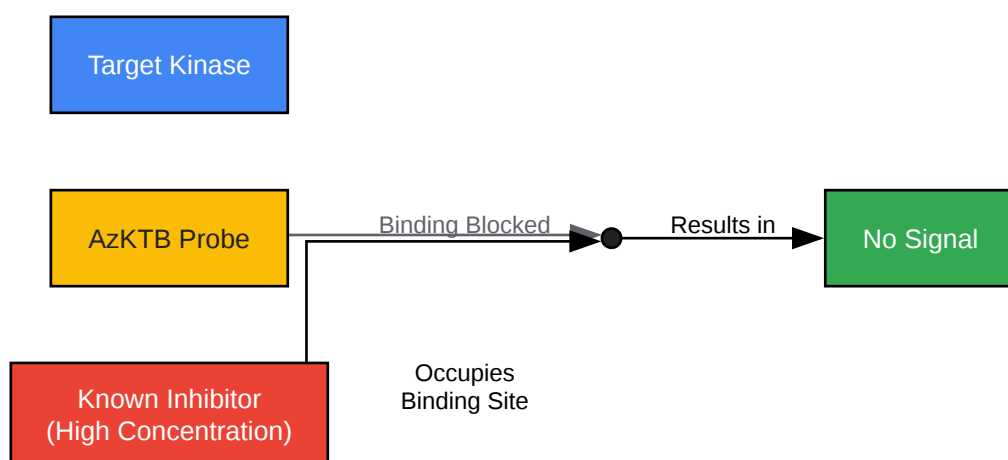 Target Kinase
AzKTB Probe
Binding Blocked
Results in
No Signal
Known Inhibitor
(High Concentration)
Occupies
Binding Site